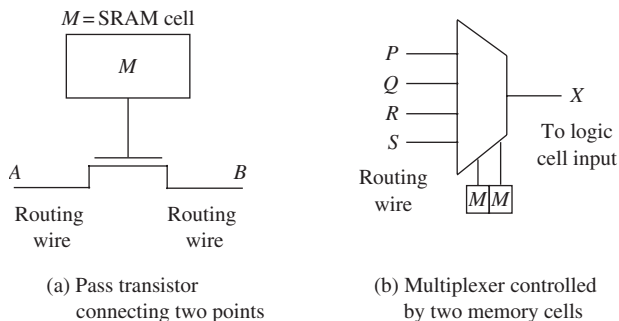 M = SRAM cell
M
A
B
Routing
wire
Routing
wire
(a) Pass transistor
connecting two points
P
Q
R
S
X
To logic
cell input
Routing
wire
M M
(b) Multiplexer controlled
by two memory cells